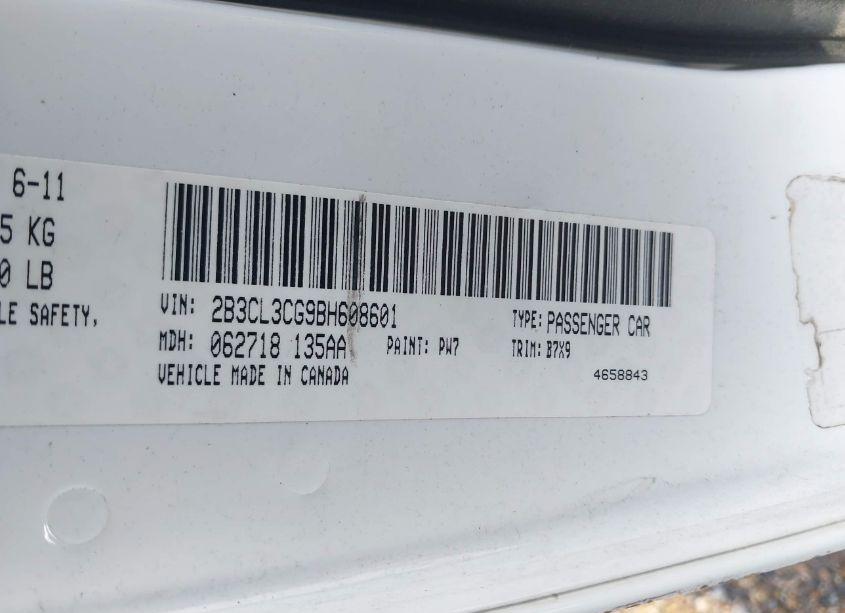 6-11
5 KG
0 LB
LE SAFETY,
VIN: 2B3CL3CG9BH608601
TYPE: PASSENGER CAR
MDH: 062718 135AA
PAINT: PW7
TRIM: B7X9
VEHICLE MADE IN CANADA
4658843